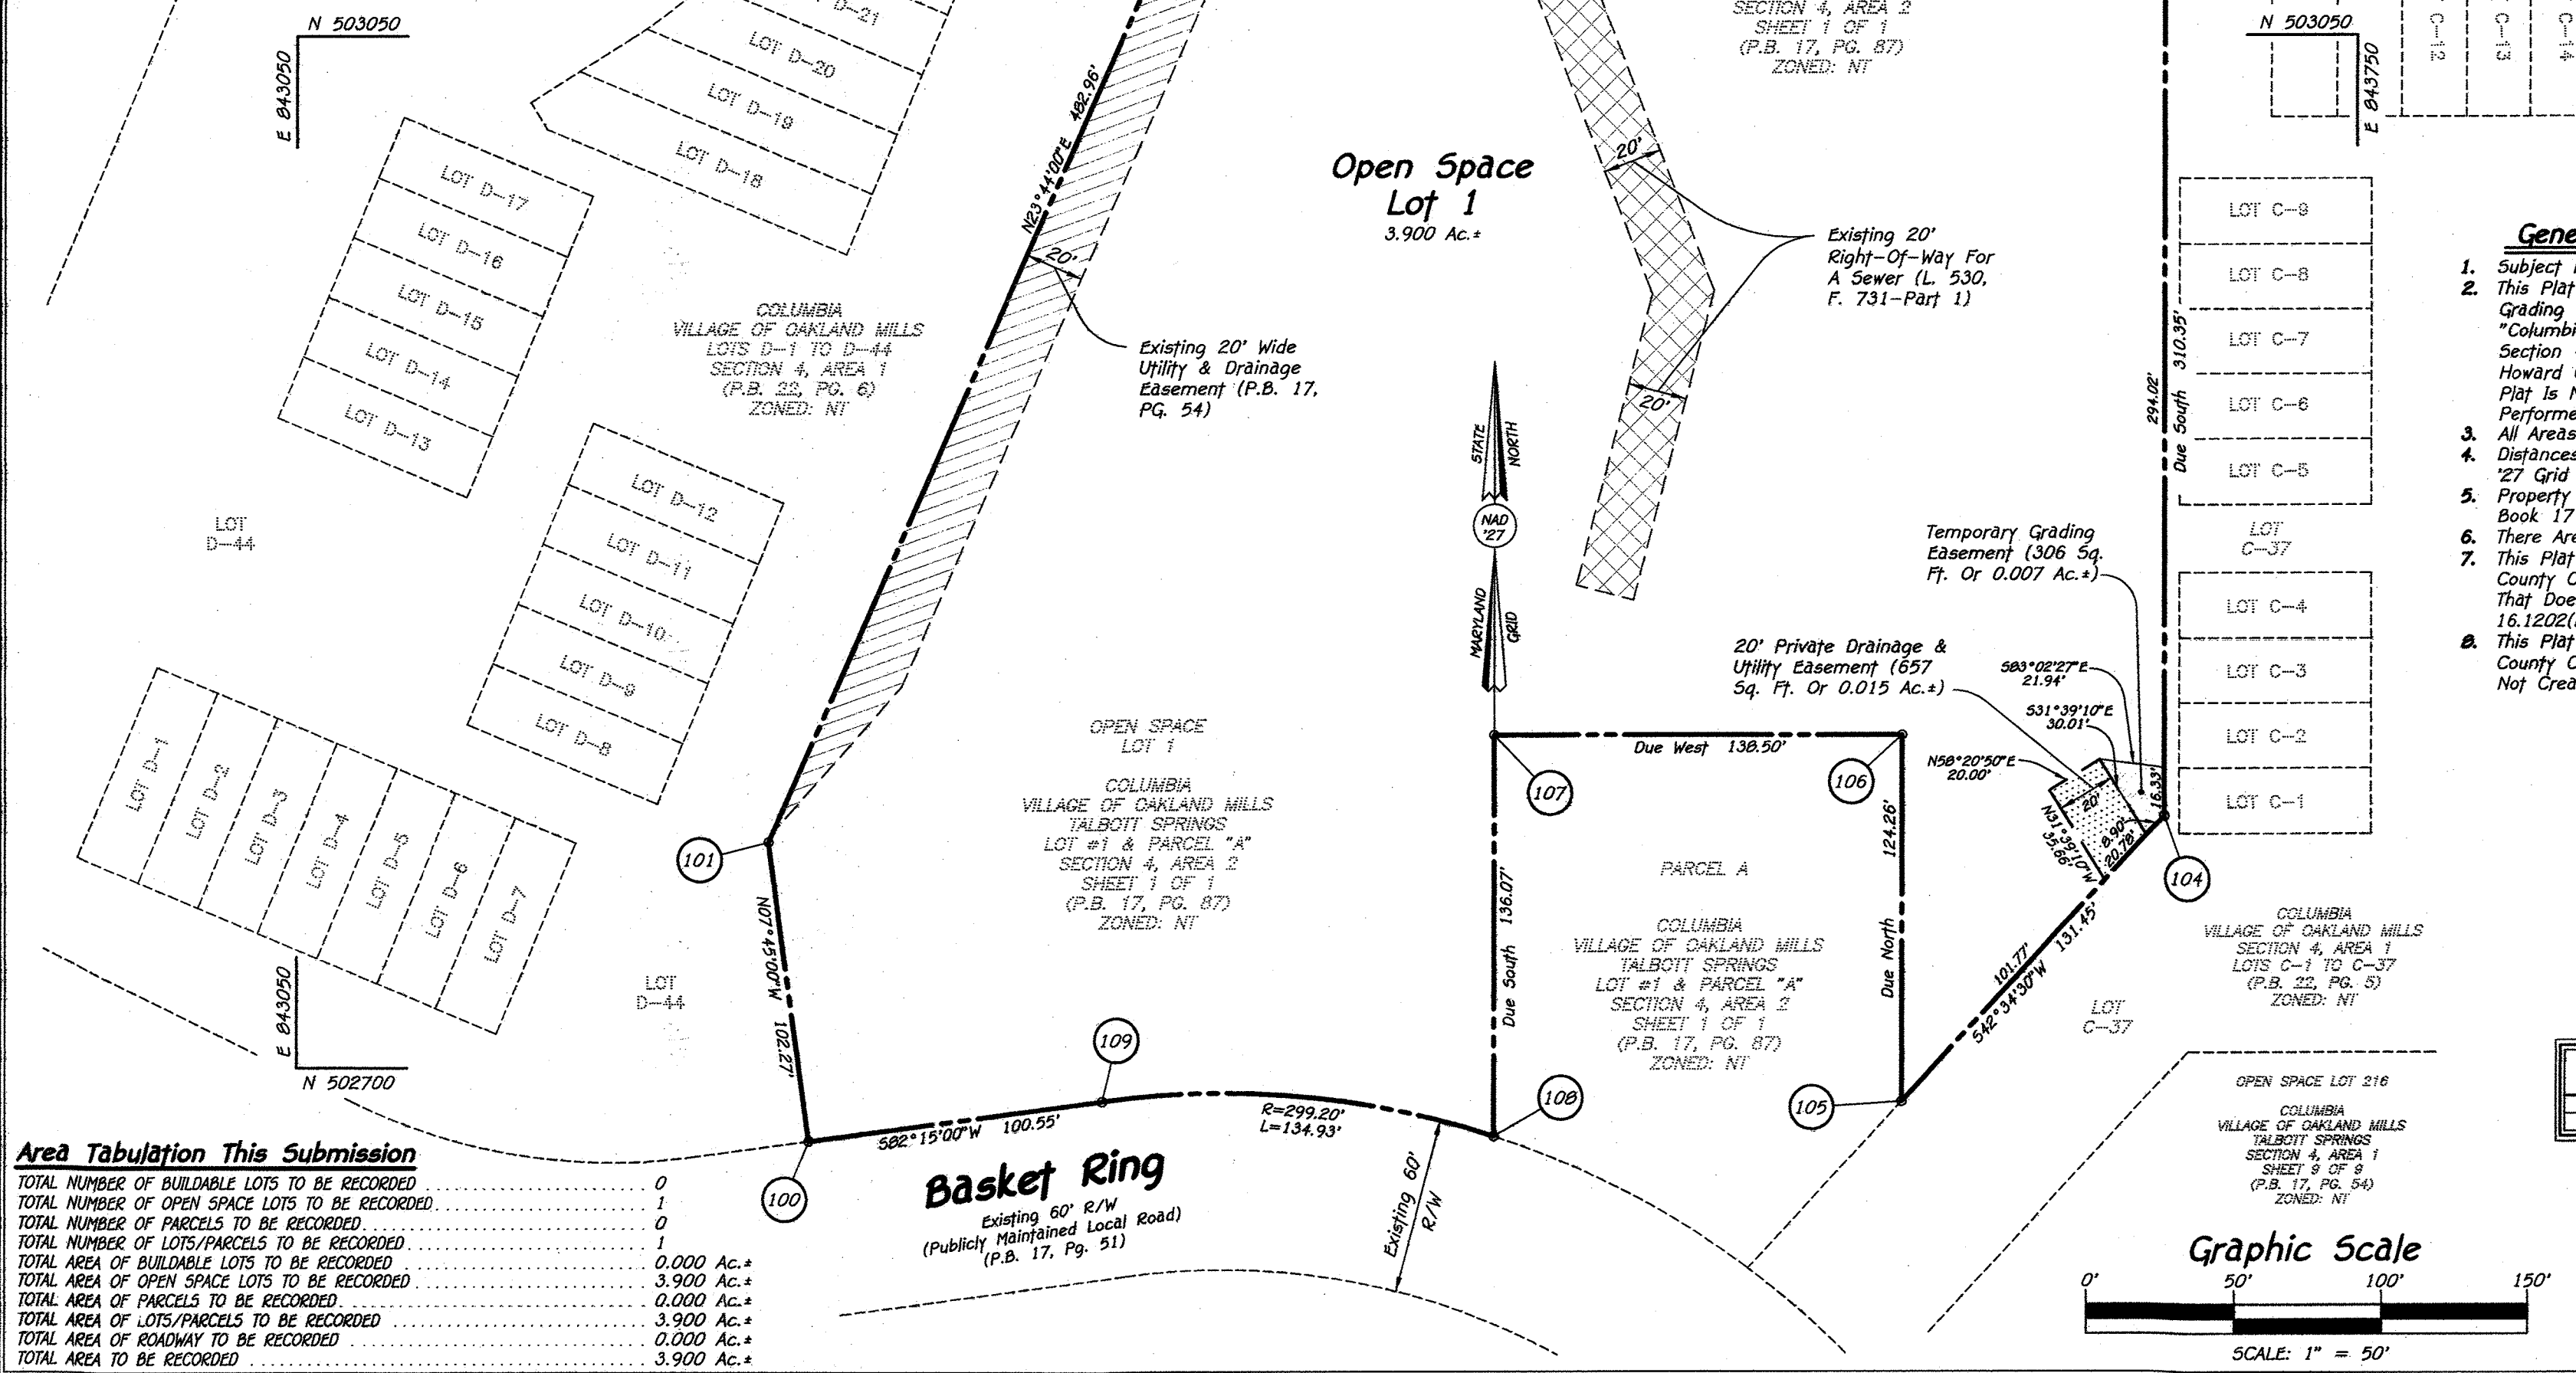 N 503050
E 843050
LOT D-21
LOT D-20
LOT D-19
LOT D-18
LOT D-17
LOT D-16
LOT D-15
LOT D-14
LOT D-13
COLUMBIA
VILLAGE OF OAKLAND MILLS
LOTS D-1 TO D-44
SECTION 4, AREA 1
(P.B. 22, PG. 6)
ZONED: NT
LOT
D-44
LOT D-12
LOT D-11
LOT D-10
LOT D-9
LOT D-8
LOT D-1
LOT D-2
LOT D-3
LOT D-4
LOT D-5
LOT D-6
LOT D-7
LOT
D-44
E 843050
N 502700
N23°44'00"E 482.96'
20'
Existing 20' Wide
Utility & Drainage
Easement (P.B. 17,
PG. 54)
Open Space
Lot 1
3.900 Ac.±
SECTION 4, AREA 2
SHEET 1 OF 1
(P.B. 17, PG. 87)
ZONED: NT
20'
20'
Existing 20'
Right-Of-Way For
A Sewer (L. 530,
F. 731-Part 1)
STATE
NORTH
NAD
'27
MARYLAND
GRID
OPEN SPACE
LOT 1
COLUMBIA
VILLAGE OF OAKLAND MILLS
TALBOTT SPRINGS
LOT #1 & PARCEL "A"
SECTION 4, AREA 2
SHEET 1 OF 1
(P.B. 17, PG. 87)
ZONED: NT
101
N07°45'00"W 102.27'
100
S82°15'00"W 100.55'
109
R=299.20'
L=134.93'
108
Due South 136.07'
107
Due West 138.50'
106
124.26'
Due North
105
PARCEL A
COLUMBIA
VILLAGE OF OAKLAND MILLS
TALBOTT SPRINGS
LOT #1 & PARCEL "A"
SECTION 4, AREA 2
SHEET 1 OF 1
(P.B. 17, PG. 87)
ZONED: NT
Temporary Grading
Easement (306 Sq.
Ft. Or 0.007 Ac.±)
20' Private Drainage &
Utility Easement (657
Sq. Ft. Or 0.015 Ac.±)
S83°02'27"E
21.94'
S31°39'10"E
30.01'
N58°20'50"E
20.00'
20'
N31°39'10"W
35.66'
16.33'
8.90'
20.78'
104
101.77'
131.45'
S42°34'30"W
294.02'
Due South 310.35'
N 503050
E 843750
C-12
C-13
C-14
LOT C-9
LOT C-8
LOT C-7
LOT C-6
LOT C-5
LOT
C-37
LOT C-4
LOT C-3
LOT C-2
LOT C-1
COLUMBIA
VILLAGE OF OAKLAND MILLS
SECTION 4, AREA 1
LOTS C-1 TO C-37
(P.B. 22, PG. 5)
ZONED: NT
LOT
C-37
OPEN SPACE LOT 216
COLUMBIA
VILLAGE OF OAKLAND MILLS
TALBOTT SPRINGS
SECTION 4, AREA 1
SHEET 9 OF 9
(P.B. 17, PG. 54)
ZONED: NT
Gene
1. Subject
2. This Plat
Grading
"Columbi
Section
Howard
Plat Is N
Performe
3. All Areas
4. Distances
'27 Grid
5. Property
Book 17
6. There Are
7. This Plat
County C
That Doe
16.1202(
8. This Plat
County C
Not Crea
Basket Ring
Existing 60' R/W
(Publicly Maintained Local Road)
(P.B. 17, Pg. 51)
Existing 60'
R/W
Area Tabulation This Submission
TOTAL NUMBER OF BUILDABLE LOTS TO BE RECORDED 0
TOTAL NUMBER OF OPEN SPACE LOTS TO BE RECORDED 1
TOTAL NUMBER OF PARCELS TO BE RECORDED 0
TOTAL NUMBER OF LOTS/PARCELS TO BE RECORDED 1
TOTAL AREA OF BUILDABLE LOTS TO BE RECORDED 0.000 Ac.±
TOTAL AREA OF OPEN SPACE LOTS TO BE RECORDED 3.900 Ac.±
TOTAL AREA OF PARCELS TO BE RECORDED 0.000 Ac.±
TOTAL AREA OF LOTS/PARCELS TO BE RECORDED 3.900 Ac.±
TOTAL AREA OF ROADWAY TO BE RECORDED 0.000 Ac.±
TOTAL AREA TO BE RECORDED 3.900 Ac.±
Graphic Scale
0' 50' 100' 150'
SCALE: 1" = 50'